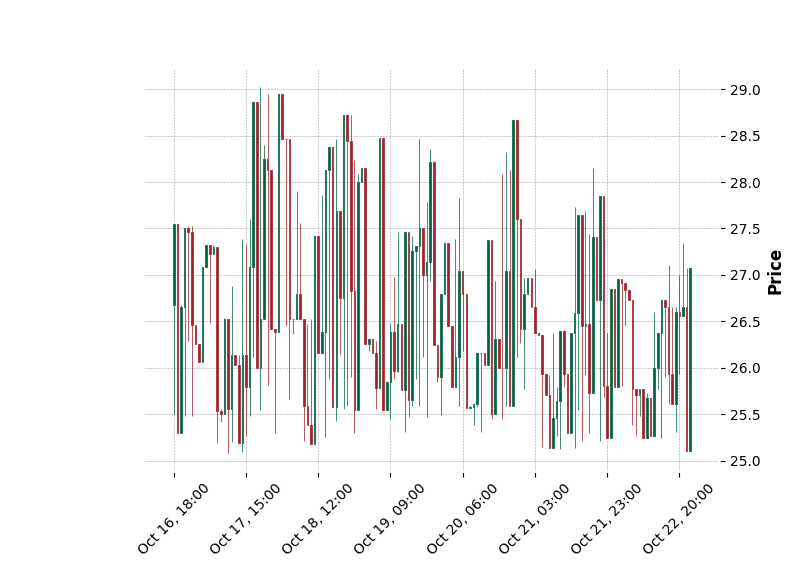 29.0
28.5
28.0
27.5
27.0
26.5
26.0
25.5
25.0
Price
Oct 16, 18:00
Oct 17, 15:00
Oct 18, 12:00
Oct 19, 09:00
Oct 20, 06:00
Oct 21, 03:00
Oct 21, 23:00
Oct 22, 20:00